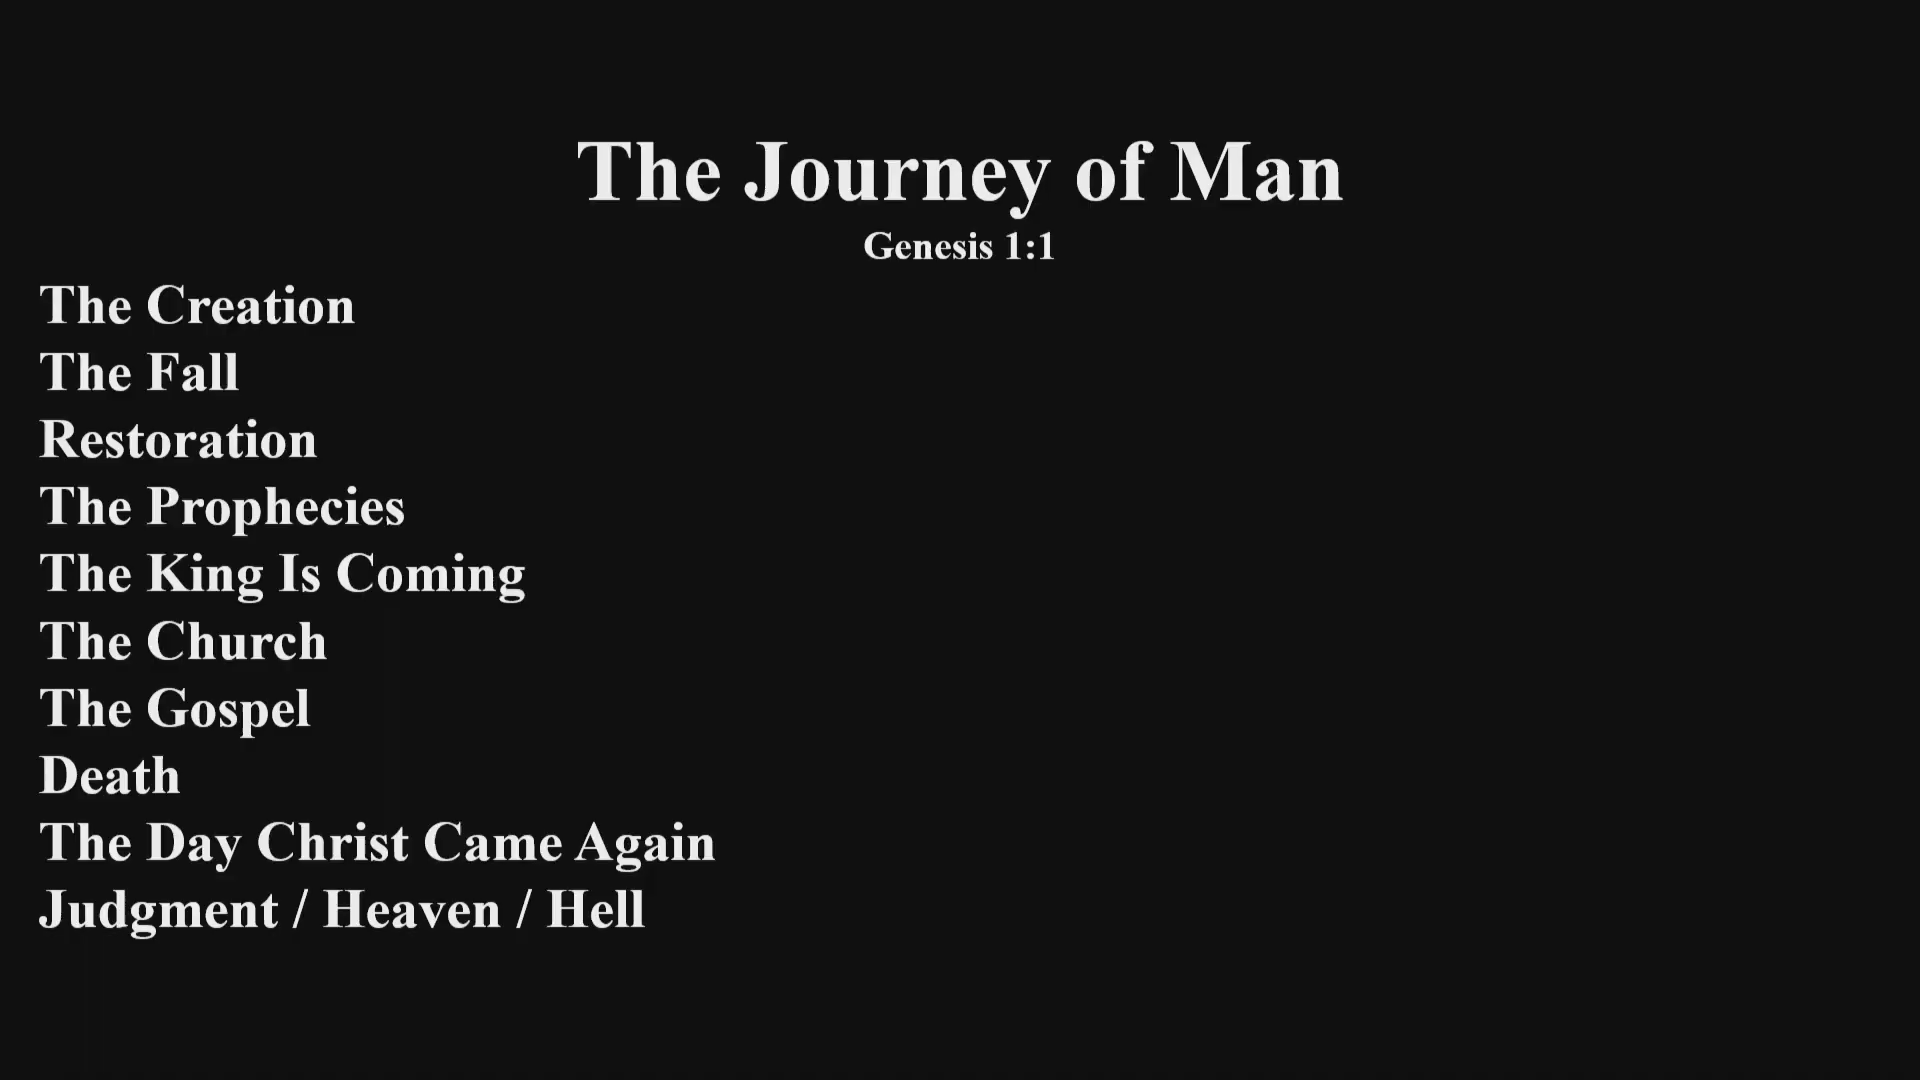 The Journey of Man
Genesis 1:1
The Creation
The Fall
Restoration
The Prophecies
The King Is Coming
The Church
The Gospel
Death
The Day Christ Came Again
Judgment / Heaven / Hell